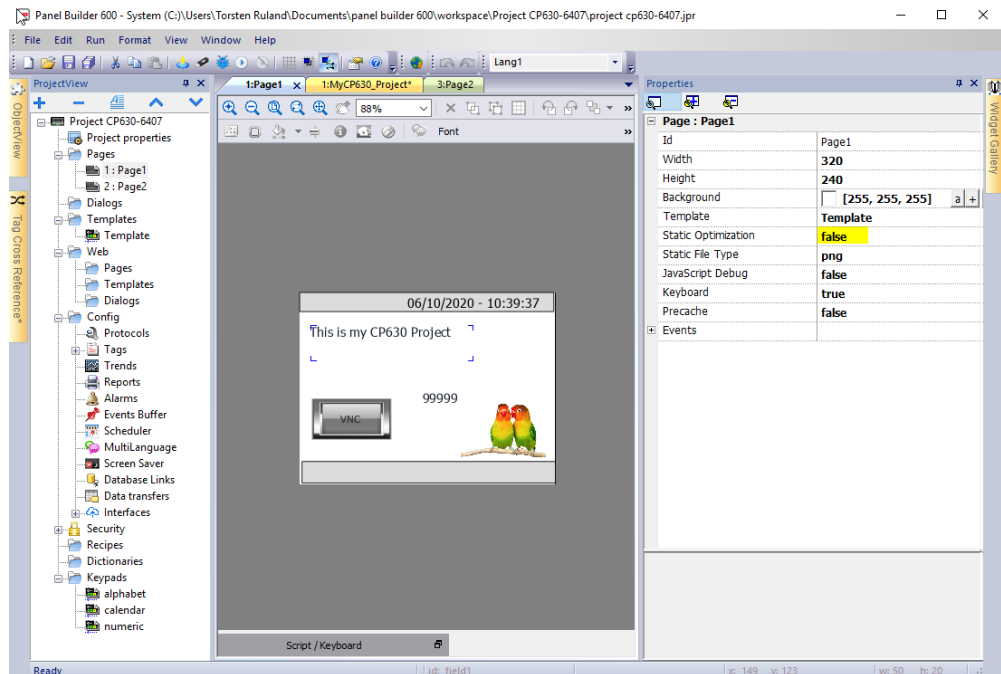 Panel Builder 600 - System (C:)\Users\Torsten Ruland\Documents\panel builder 600\workspace\Project CP630-6407\project cp630-6407.jpr
File Edit Run Format View Window Help
Lang1
ProjectView
1:Page1 x 1:MyCP630_Project* 3:Page2
Properties
ObjectView
Tag Cross Reference*
Widget Gallery
Project CP630-6407
Project properties
Pages
1 : Page1
2 : Page2
Dialogs
Templates
Template
Web
Pages
Templates
Dialogs
Config
Protocols
Tags
Trends
Reports
Alarms
Events Buffer
Scheduler
MultiLanguage
Screen Saver
Database Links
Data transfers
Interfaces
Security
Recipes
Dictionaries
Keypads
alphabet
calendar
numeric
88%
Font
06/10/2020 - 10:39:37
This is my CP630 Project
99999
VNC
Script / Keyboard
Page : Page1
Id Page1
Width 320
Height 240
Background [255, 255, 255] a +
Template Template
Static Optimization false
Static File Type png
JavaScript Debug false
Keyboard true
Precache false
Events
Ready id: field1 x: 149 y: 123 w: 50 h: 20